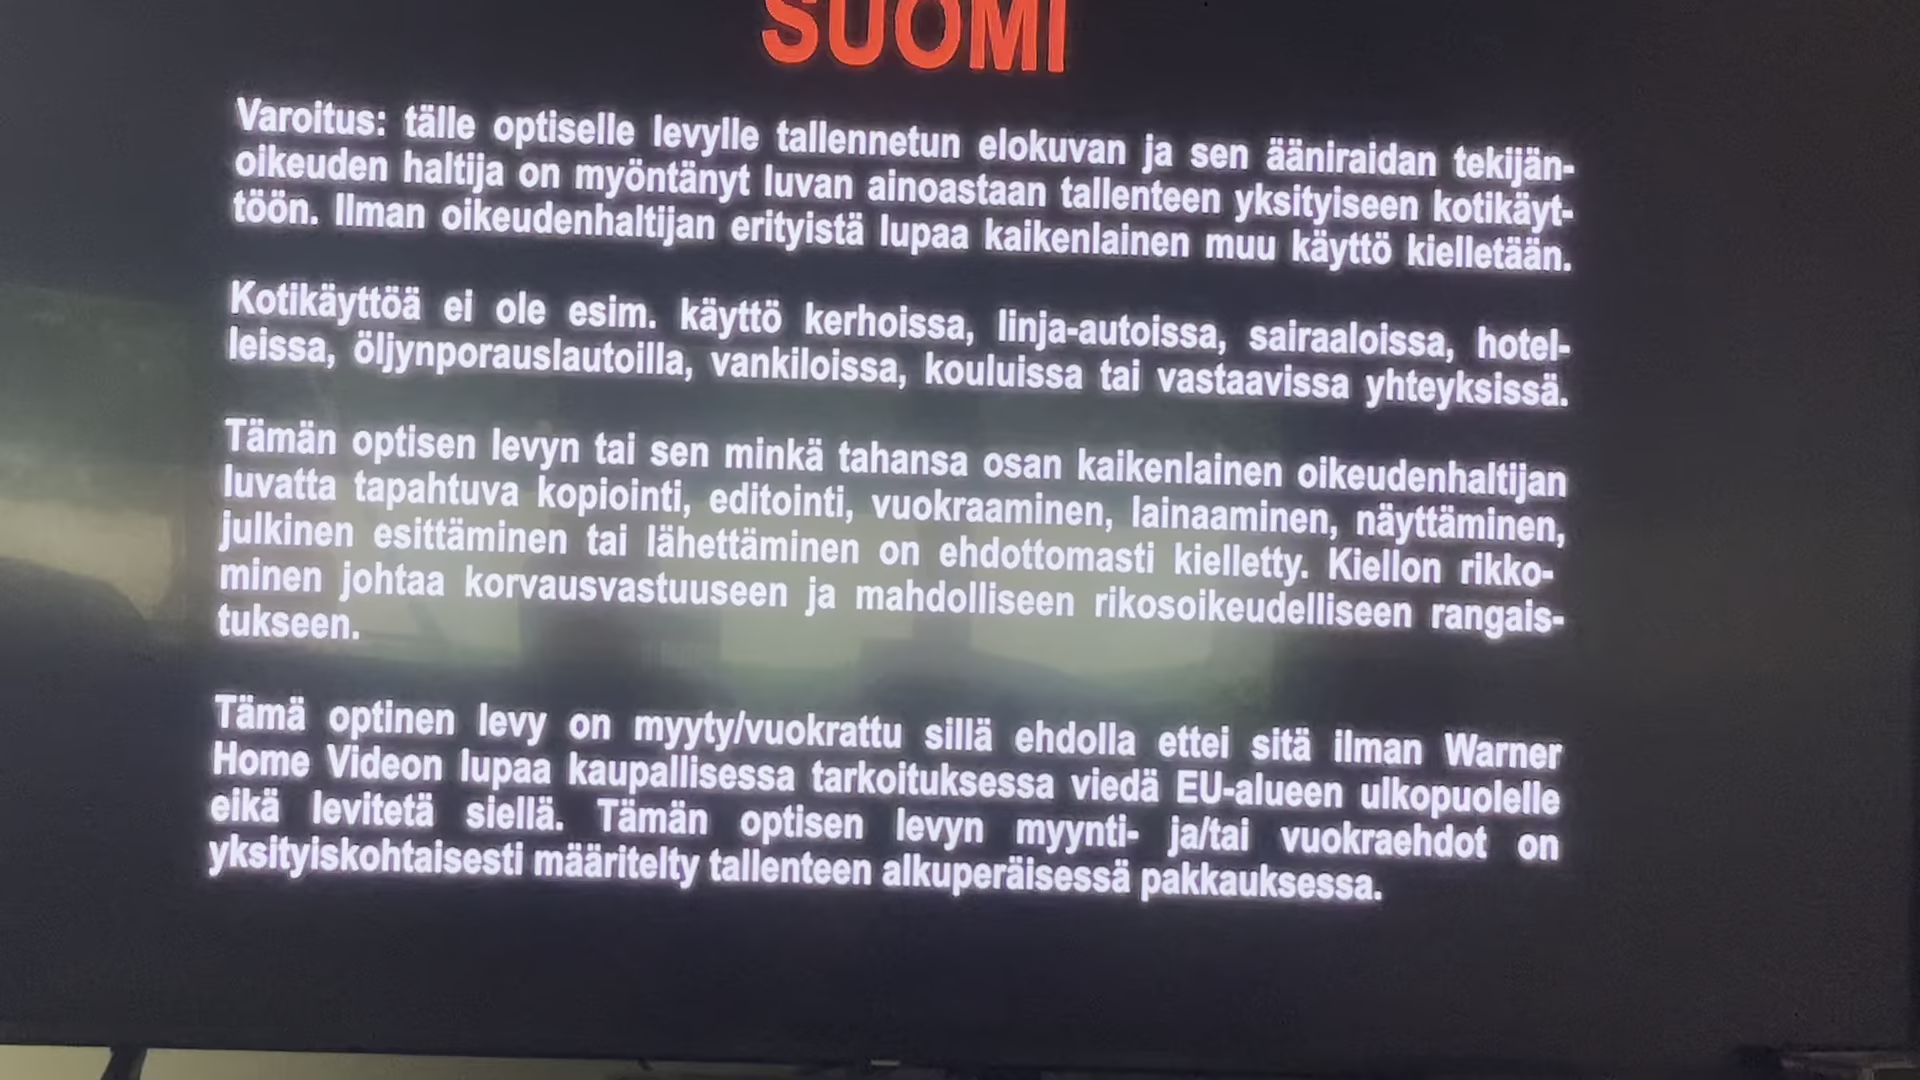 SUOMI
Varoitus: tälle optiselle levylle tallennetun elokuvan ja sen ääniraidan tekijän-
oikeuden haltija on myöntänyt luvan ainoastaan tallenteen yksityiseen kotikäyt-
töön. Ilman oikeudenhaltijan erityistä lupaa kaikenlainen muu käyttö kielletään.
Kotikäyttöä ei ole esim. käyttö kerhoissa, linja-autoissa, sairaaloissa, hotel-
leissa, öljynporauslautoilla, vankiloissa, kouluissa tai vastaavissa yhteyksissä.
Tämän optisen levyn tai sen minkä tahansa osan kaikenlainen oikeudenhaltijan
luvatta tapahtuva kopiointi, editointi, vuokraaminen, lainaaminen, näyttäminen,
julkinen esittäminen tai lähettäminen on ehdottomasti kielletty. Kiellon rikko-
minen johtaa korvausvastuuseen ja mahdolliseen rikosoikeudelliseen rangais-
tukseen.
Tämä optinen levy on myyty/vuokrattu sillä ehdolla ettei sitä ilman Warner
Home Videon lupaa kaupallisessa tarkoituksessa viedä EU-alueen ulkopuolelle
eikä levitetä siellä. Tämän optisen levyn myynti- ja/tai vuokraehdot on
yksityiskohtaisesti määritelty tallenteen alkuperäisessä pakkauksessa.